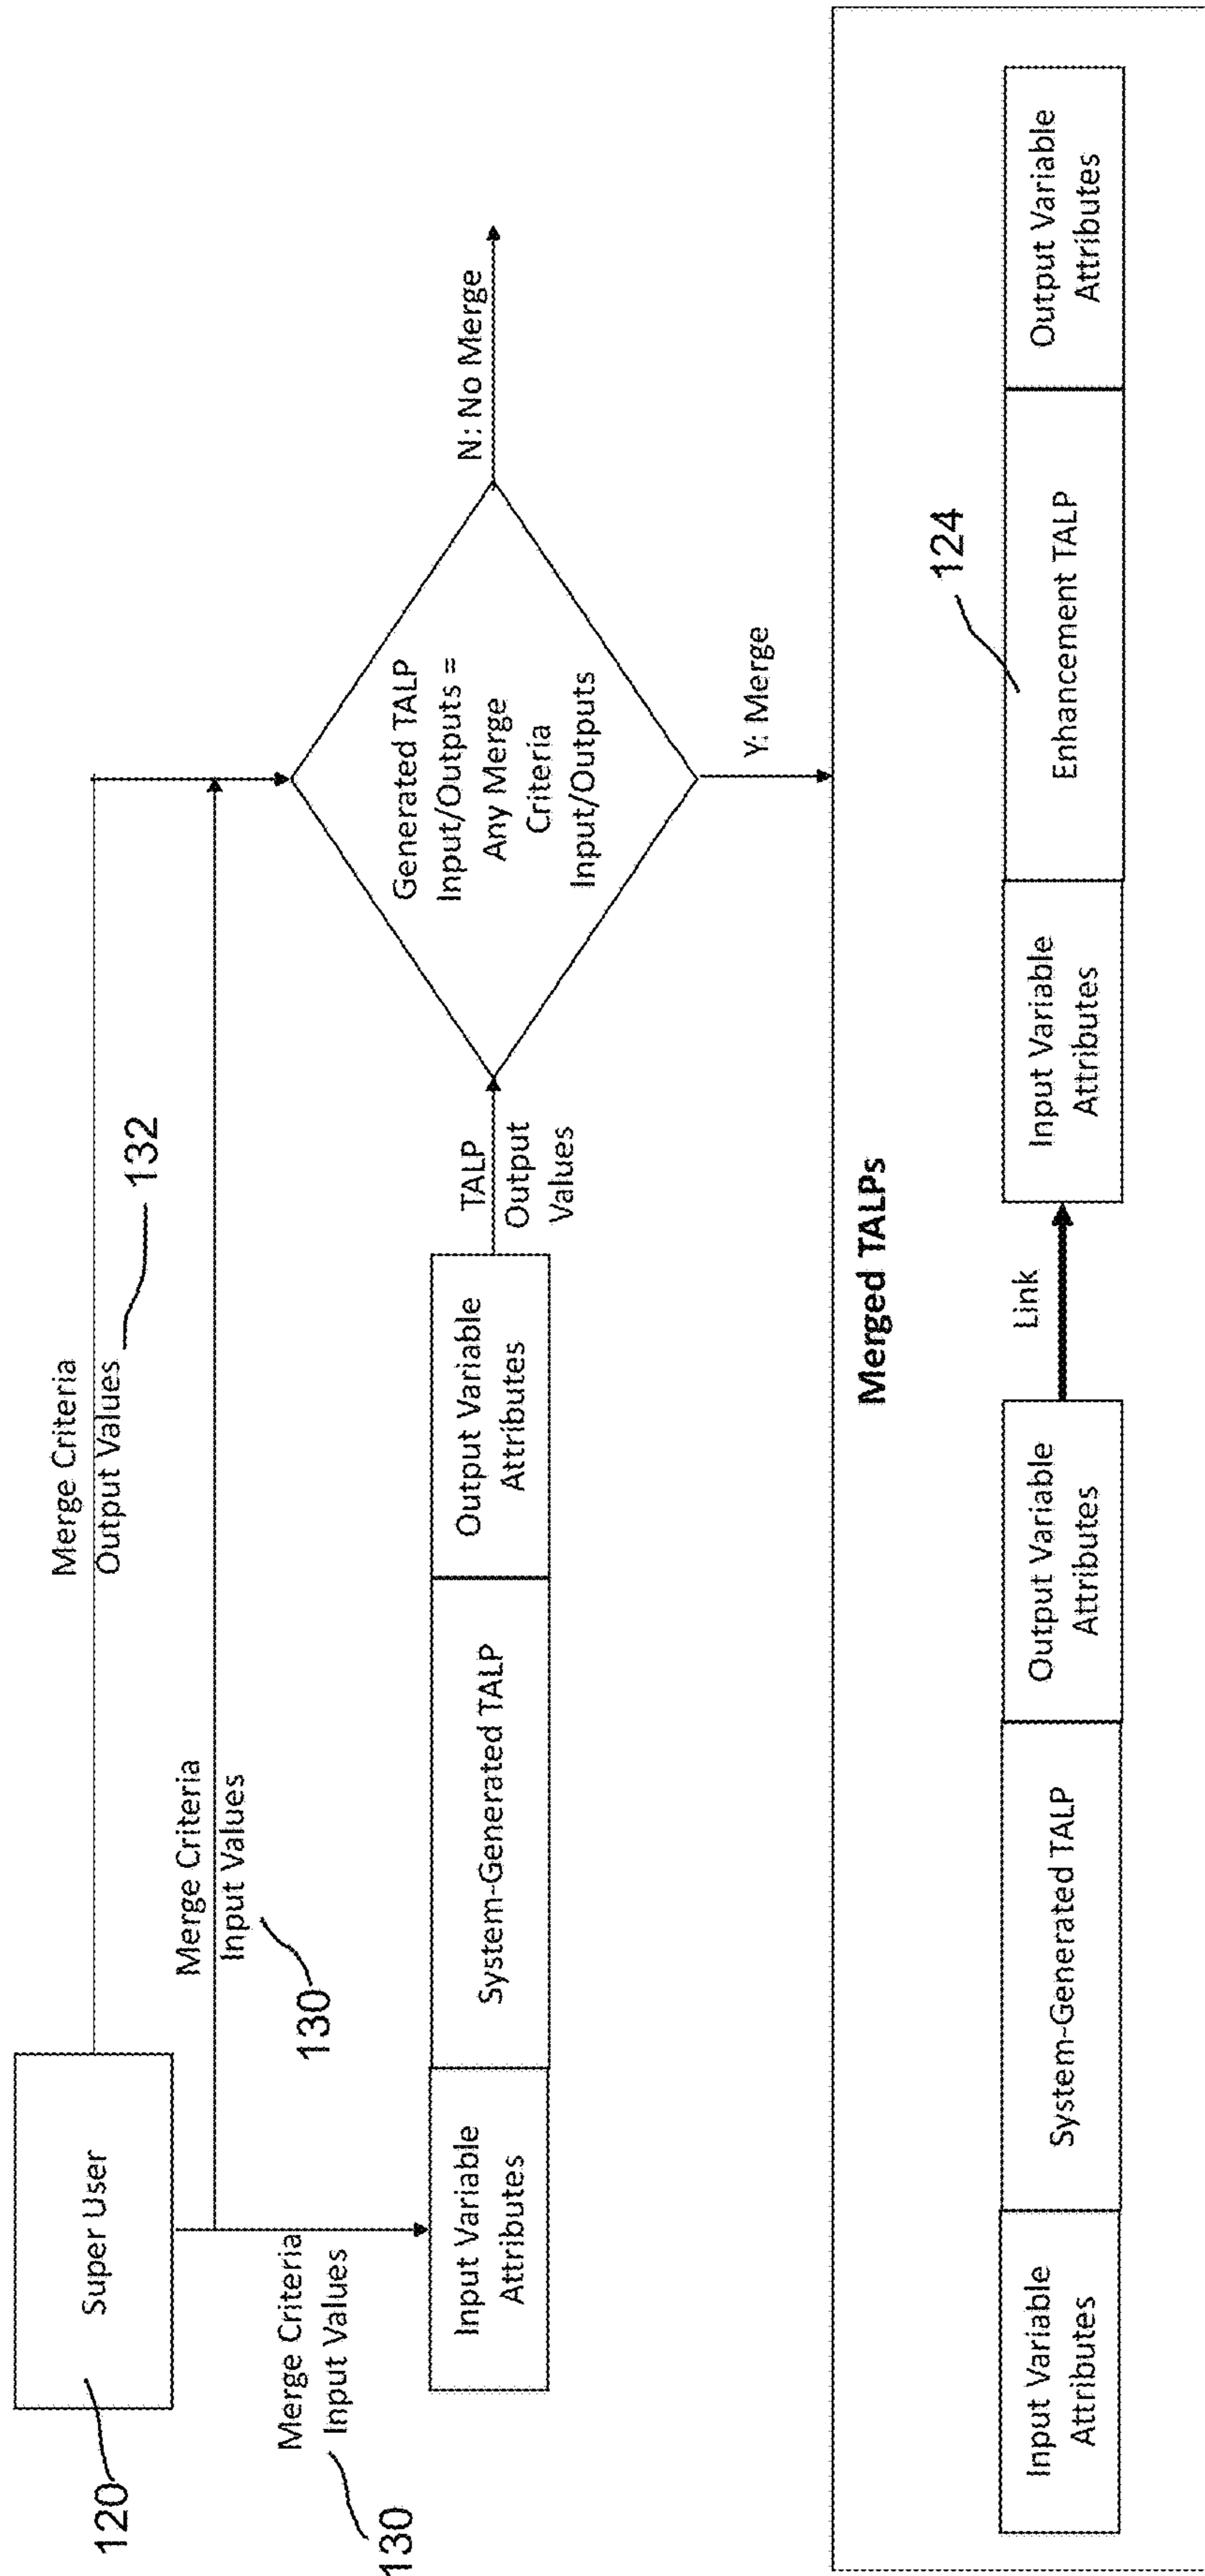 120
Super User
Merge Criteria
Output Values
132
Merge Criteria
Input Values
130
Merge Criteria
Input Values
130
Input Variable
Attributes
System-Generated TALP
Output Variable
Attributes
TALP
Output
Values
Generated TALP
Input/Outputs =
Any Merge
Criteria
Input/Outputs
N: No Merge
Y: Merge
Merged TALPs
Input Variable
Attributes
System-Generated TALP
Output Variable
Attributes
Link
Input Variable
Attributes
Enhancement TALP
124
Output Variable
Attributes